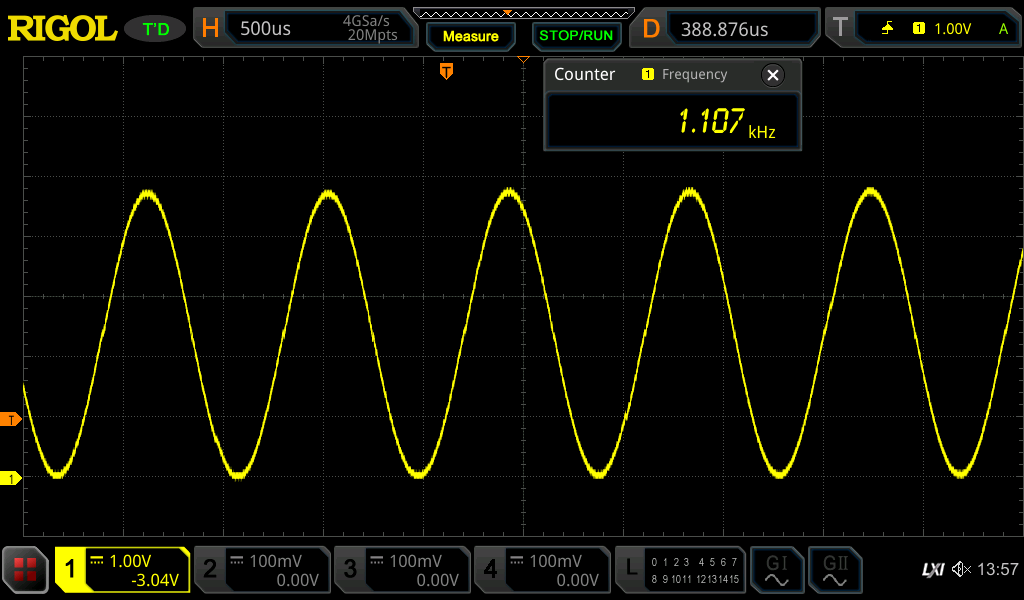 RIGOL T'D H 500us 4GSa/s 20Mpts Measure STOP/RUN D 388.876us T 1 1.00V A
T
Counter 1 Frequency
1.107 kHz
T
1
1 1.00V -3.04V
2 100mV 0.00V
3 100mV 0.00V
4 100mV 0.00V
L 0 1 2 3 4 5 6 7
8 9 10 11 12 13 14 15
GI GII
LXI 13:57